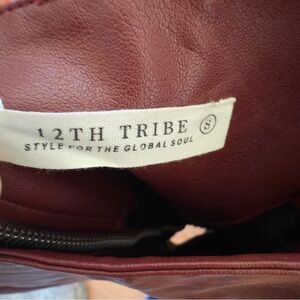 12TH TRIBE S
STYLE FOR THE GLOBAL SOUL